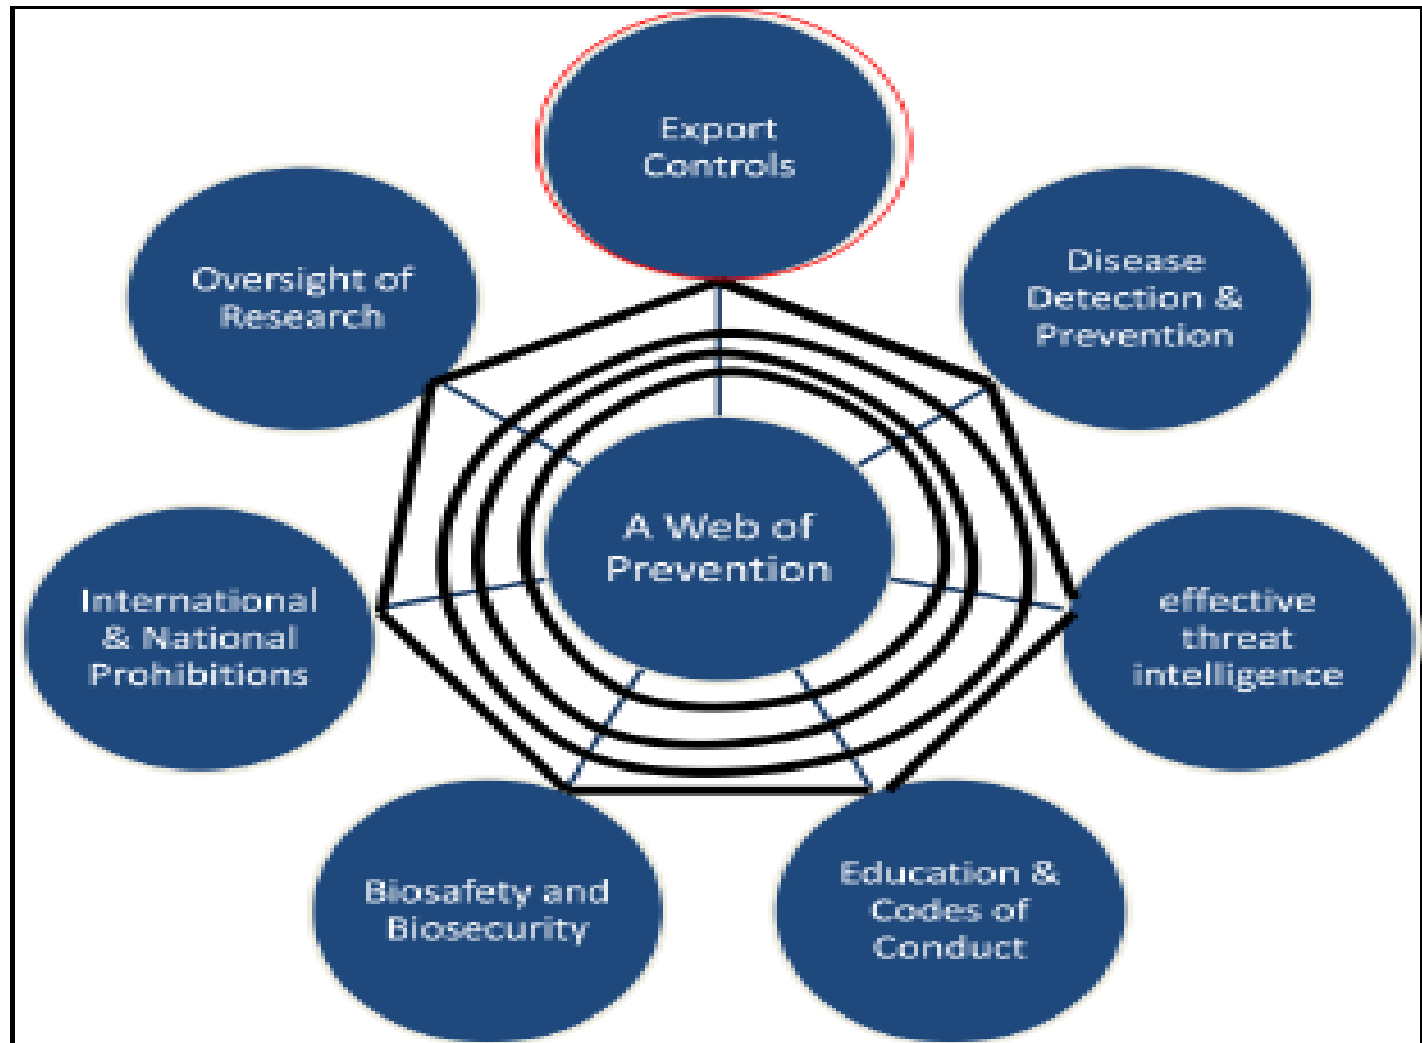 Export
Controls
Oversight of
Research
Disease
Detection &
Prevention
A Web of
Prevention
International
& National
Prohibitions
effective
threat
intelligence
Biosafety and
Biosecurity
Education &
Codes of
Conduct